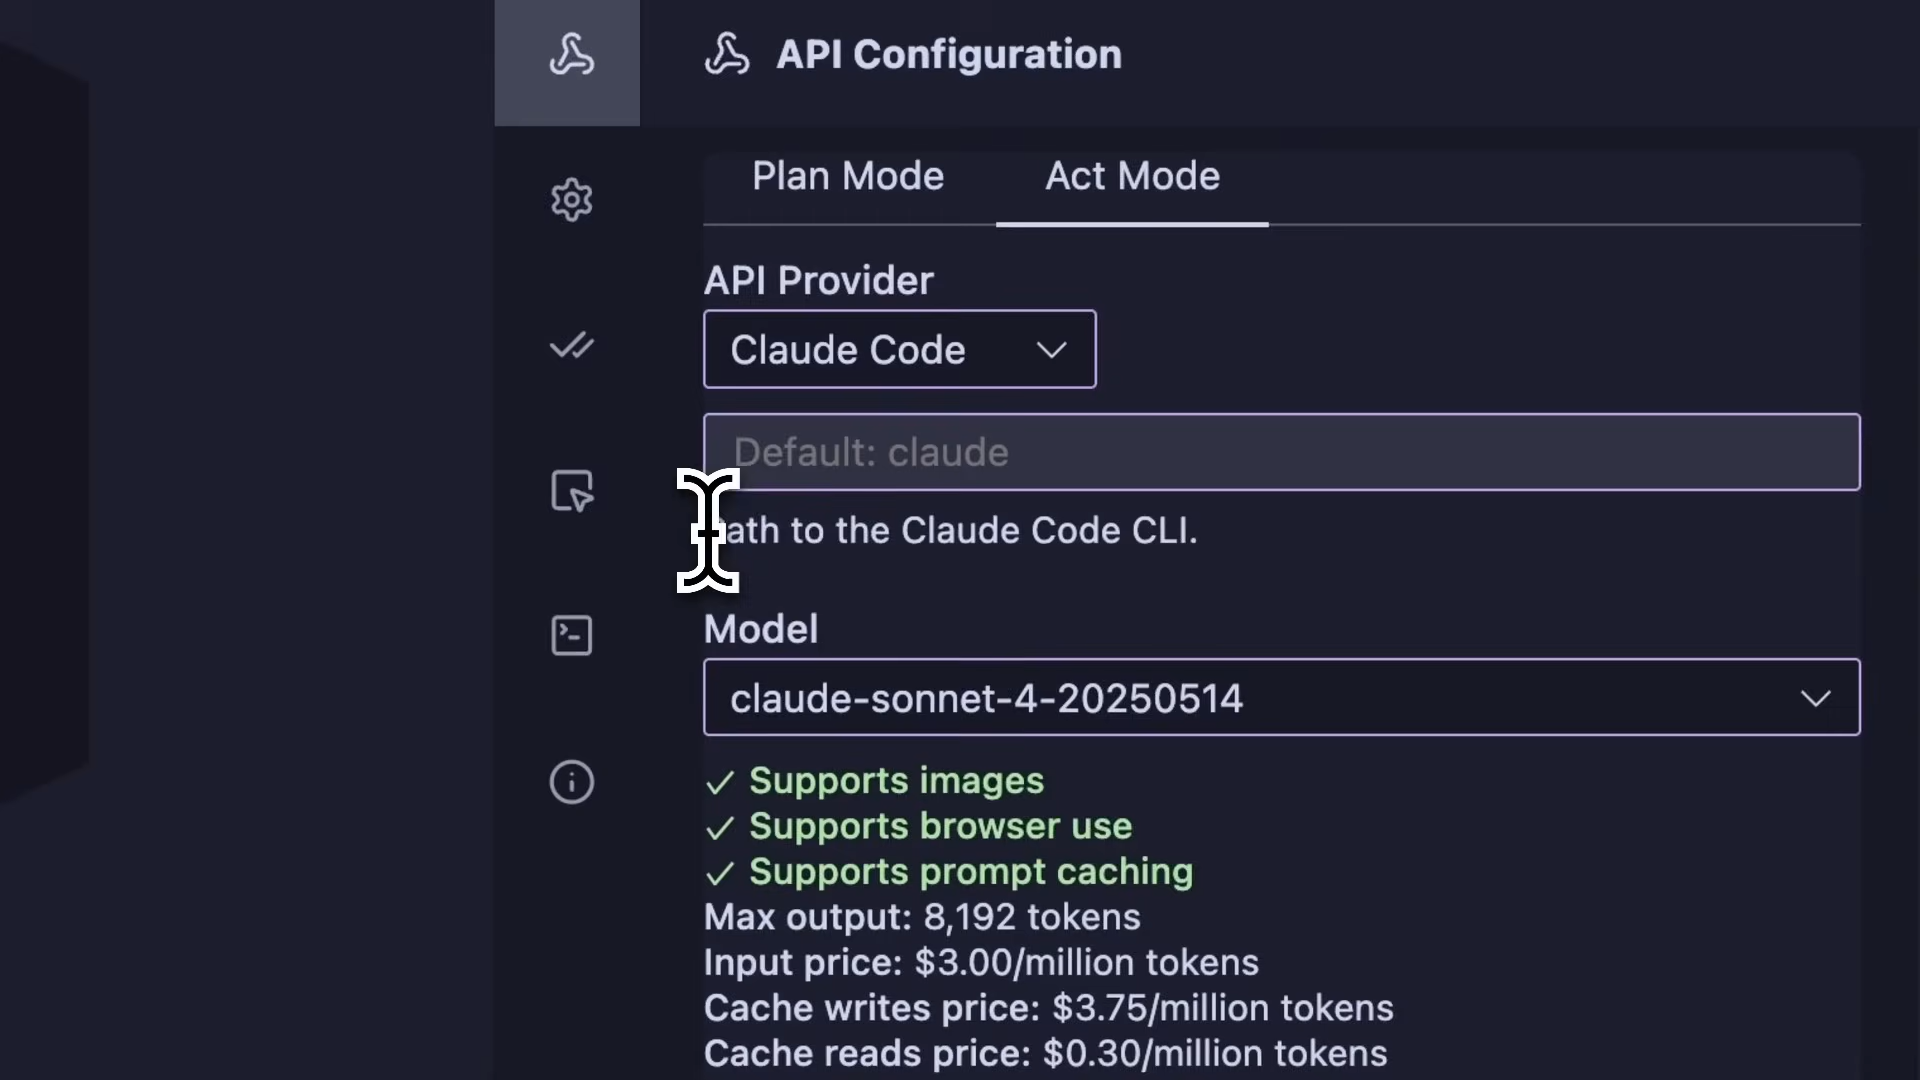 API Configuration
Plan Mode Act Mode
API Provider
Claude Code
Default: claude
ath to the Claude Code CLI.
Model
claude-sonnet-4-20250514
✓ Supports images
✓ Supports browser use
✓ Supports prompt caching
Max output: 8,192 tokens
Input price: $3.00/million tokens
Cache writes price: $3.75/million tokens
Cache reads price: $0.30/million tokens